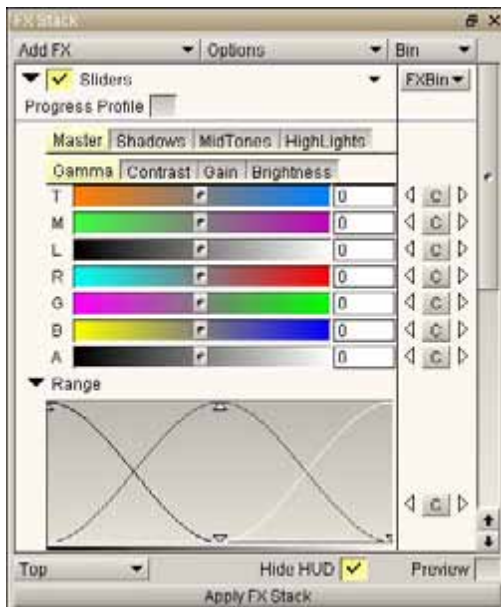 FX Stack
Add FX Options Bin
Sliders FXBin
Progress Profile
Master Shadows MidTones HighLights
Gamma Contrast Gain Brightness
T 0 C
M 0 C
L 0 C
R 0 C
G 0 C
B 0 C
A 0 C
Range
C
Top Hide HUD Preview
Apply FX Stack